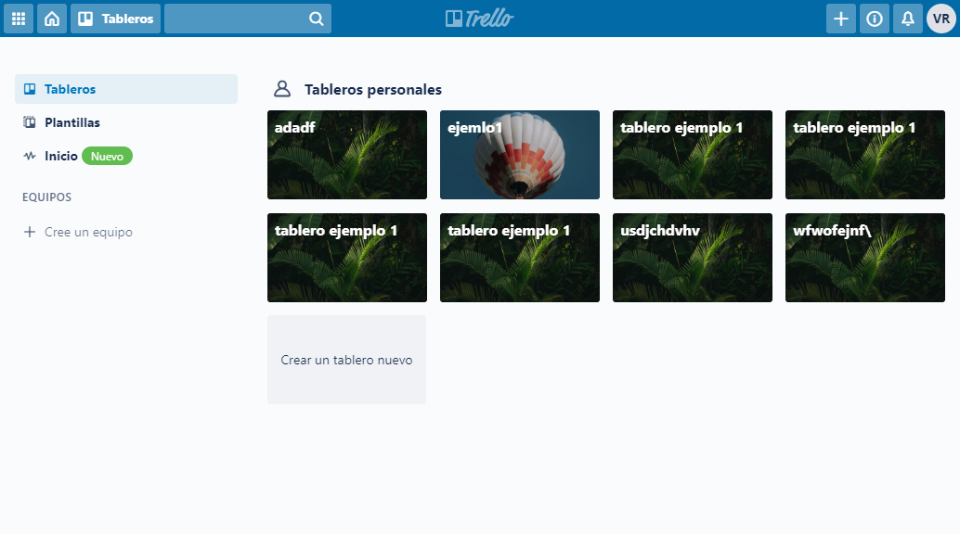 Tableros
Trello
VR
Tableros
Plantillas
Inicio Nuevo
EQUIPOS
Cree un equipo
Tableros personales
adadf
ejemlo1
tablero ejemplo 1
tablero ejemplo 1
tablero ejemplo 1
tablero ejemplo 1
usdjchdvhv
wfwofejnf\
Crear un tablero nuevo